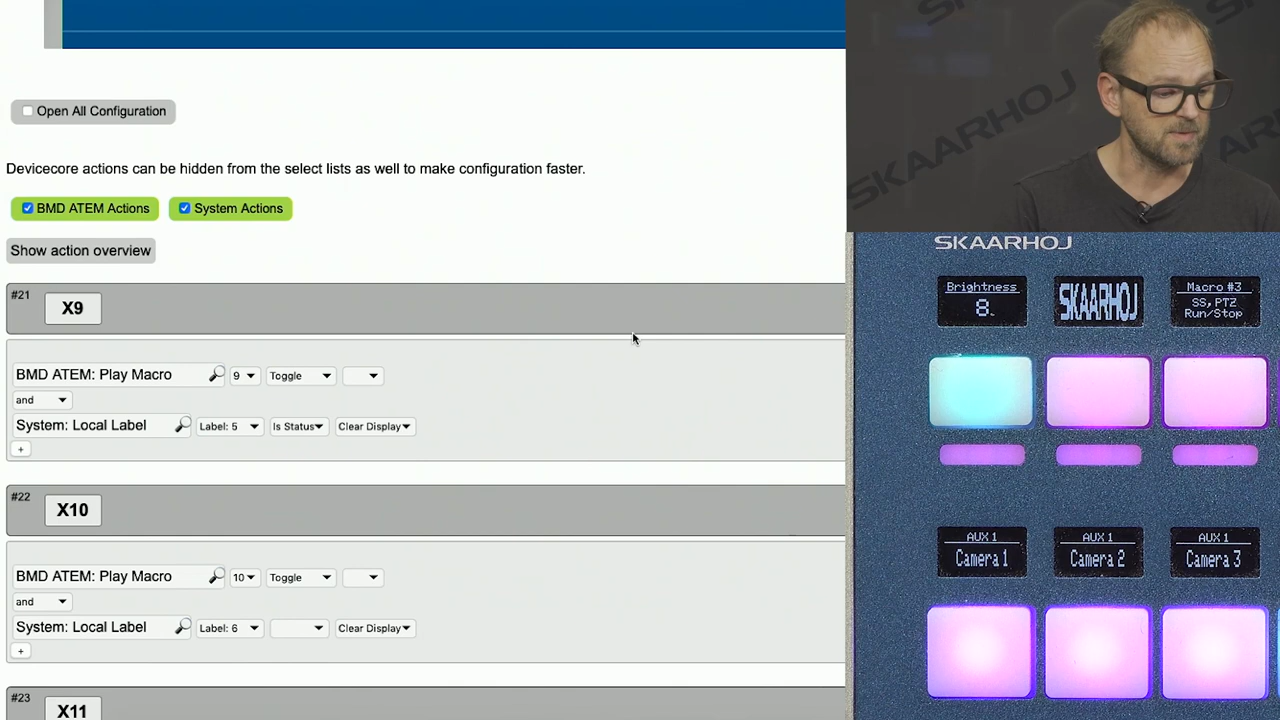 Open All Configuration
Devicecore actions can be hidden from the select lists as well to make configuration faster.
BMD ATEM Actions
System Actions
Show action overview
#21
X9
BMD ATEM: Play Macro
9
Toggle
and
System: Local Label
Label: 5
Is Status
Clear Display
+
#22
X10
BMD ATEM: Play Macro
10
Toggle
and
System: Local Label
Label: 6
Clear Display
+
#23
X11
SKAARHOJ
SKAARHOJ
Brightness
8
SKAARHOJ
Macro #3
SS, PTZ
Run/Stop
AUX 1
Camera 1
AUX 1
Camera 2
AUX 1
Camera 3